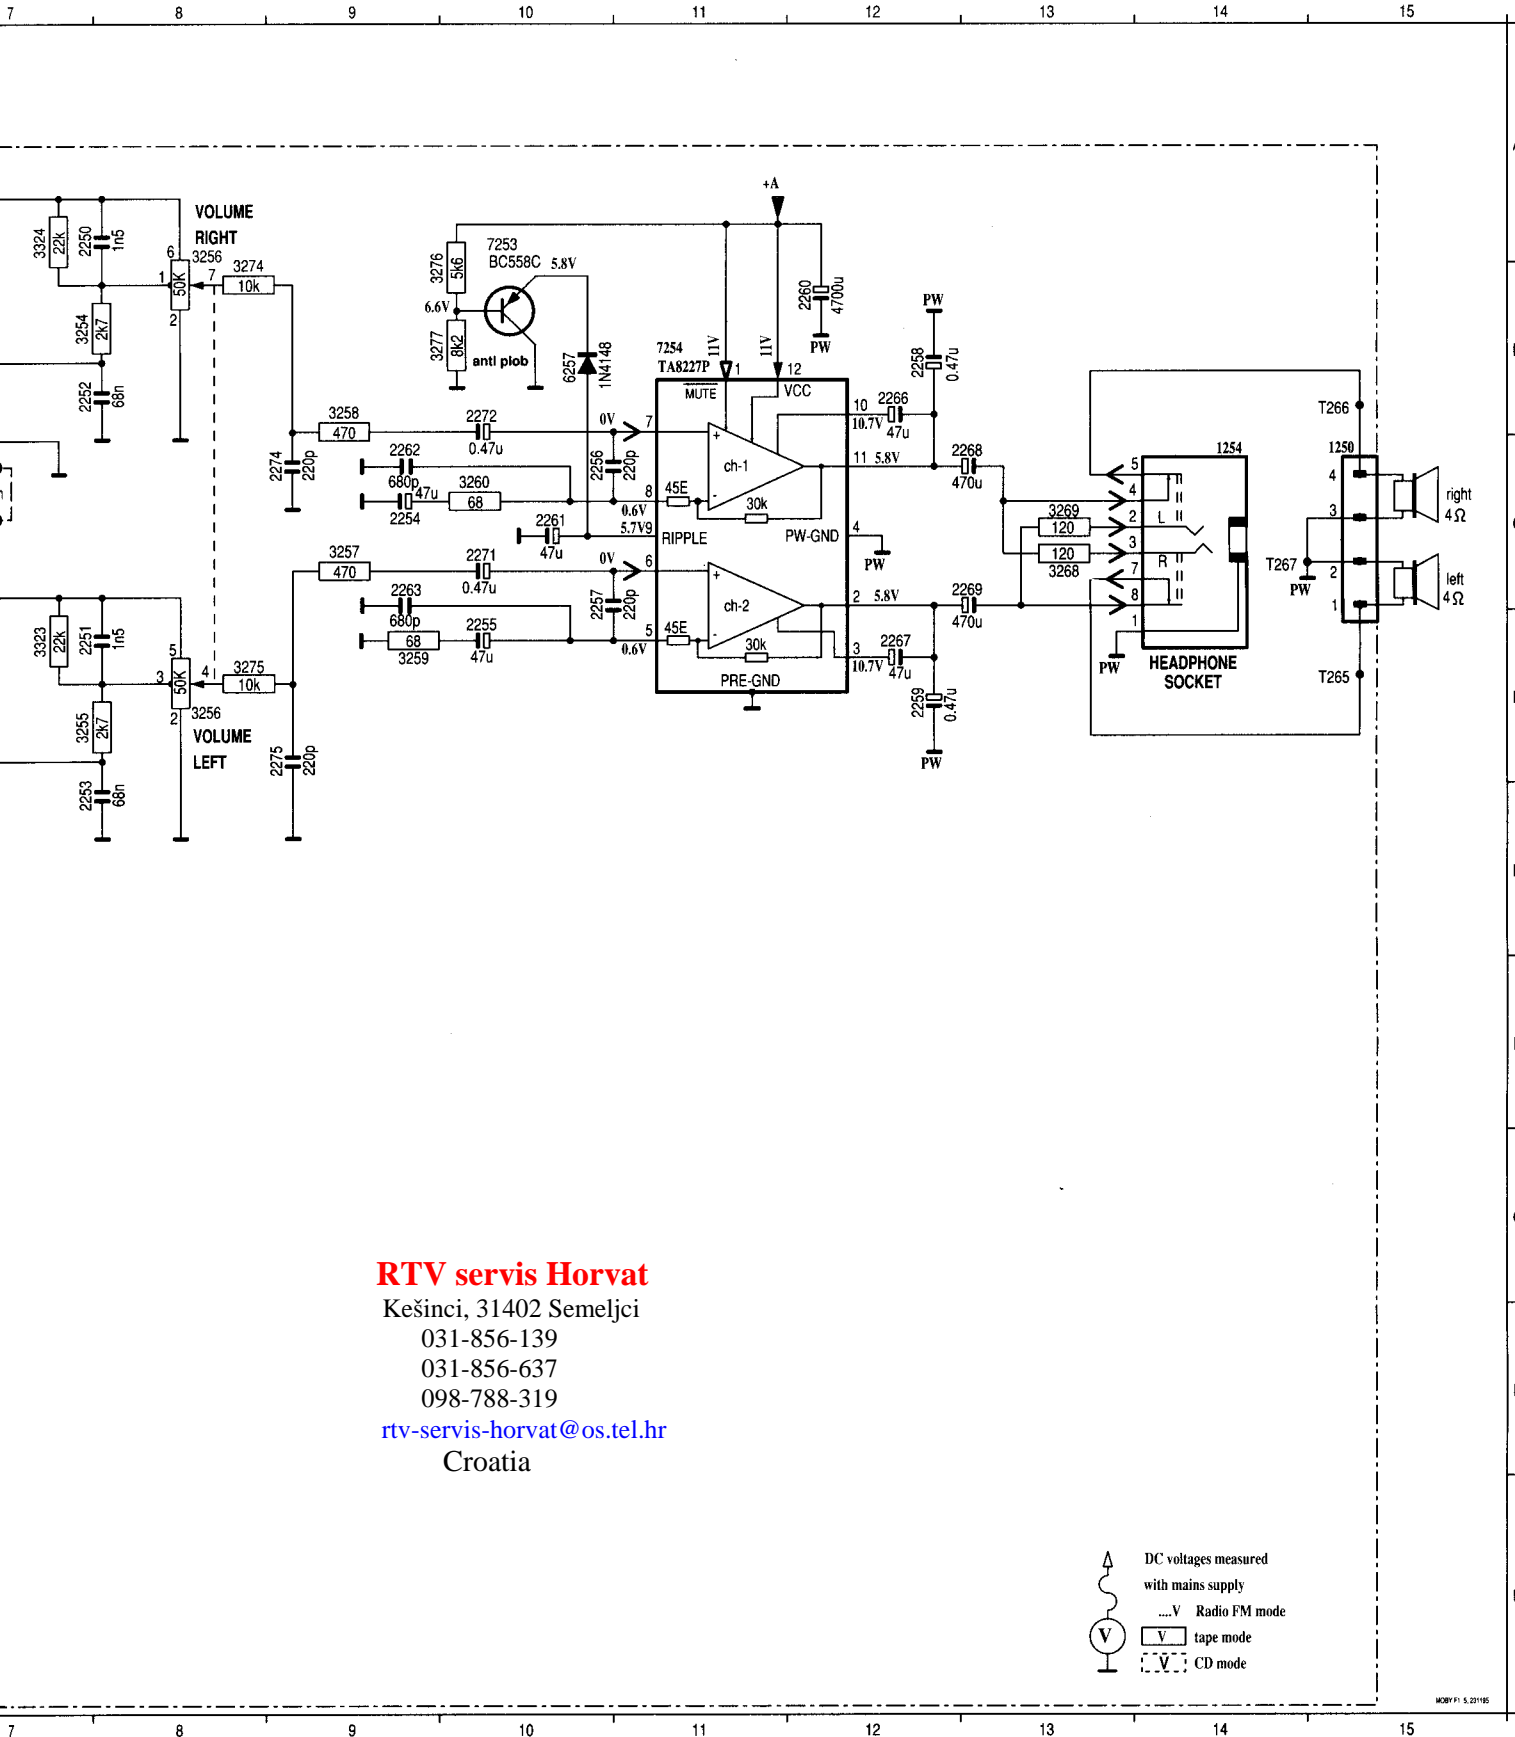 7 8 9 10 11 12 13 14 15
+A
VOLUME
RIGHT
3324 22k
2250 1n5
6
3256
1
50K
7
3274
10k
2
3254 2k7
2252 68n
3276 5k6
7253
BC558C 5.8V
6.6V
3277 8k2
anti plob
6257 1N4148
7254
TA8227P
11V 1
11V 12
MUTE
VCC
2260 4700u
PW
PW
2258 0.47u
10
10.7V
2266
47u
11 5.8V
2268
470u
3258
470
2272
0.47u
0V 7
2274 220p
2262
680p
47u
2254
3260
68
2256 220p
8
0.6V
45E
+
ch-1
-
30k
2261
47u
5.7V 9
RIPPLE
PW-GND
4
PW
T266
1254
1250
5
4
2 L
3
R
7
8
1
3269
120
120
3268
4
3
2
1
right
4Ω
left
4Ω
T267
PW
T265
PW
HEADPHONE
SOCKET
3257
470
2271
0.47u
0V 6
2263
680p
68
3259
2255
47u
2257 220p
5
0.6V
45E
+
ch-2
-
30k
PRE-GND
2 5.8V
3
10.7V
2267
47u
2269
470u
2259 0.47u
PW
3323 22k
2251 1n5
5
3
50K
4
3275
10k
2
3256
3255 2k7
VOLUME
LEFT
2253 68n
2275 220p
RTV servis Horvat
Kešinci, 31402 Semeljci
031-856-139
031-856-637
098-788-319
rtv-servis-horvat@os.tel.hr
Croatia
DC voltages measured
with mains supply
....V Radio FM mode
V
V tape mode
V CD mode
MOBY F1 5, 231195
7 8 9 10 11 12 13 14 15